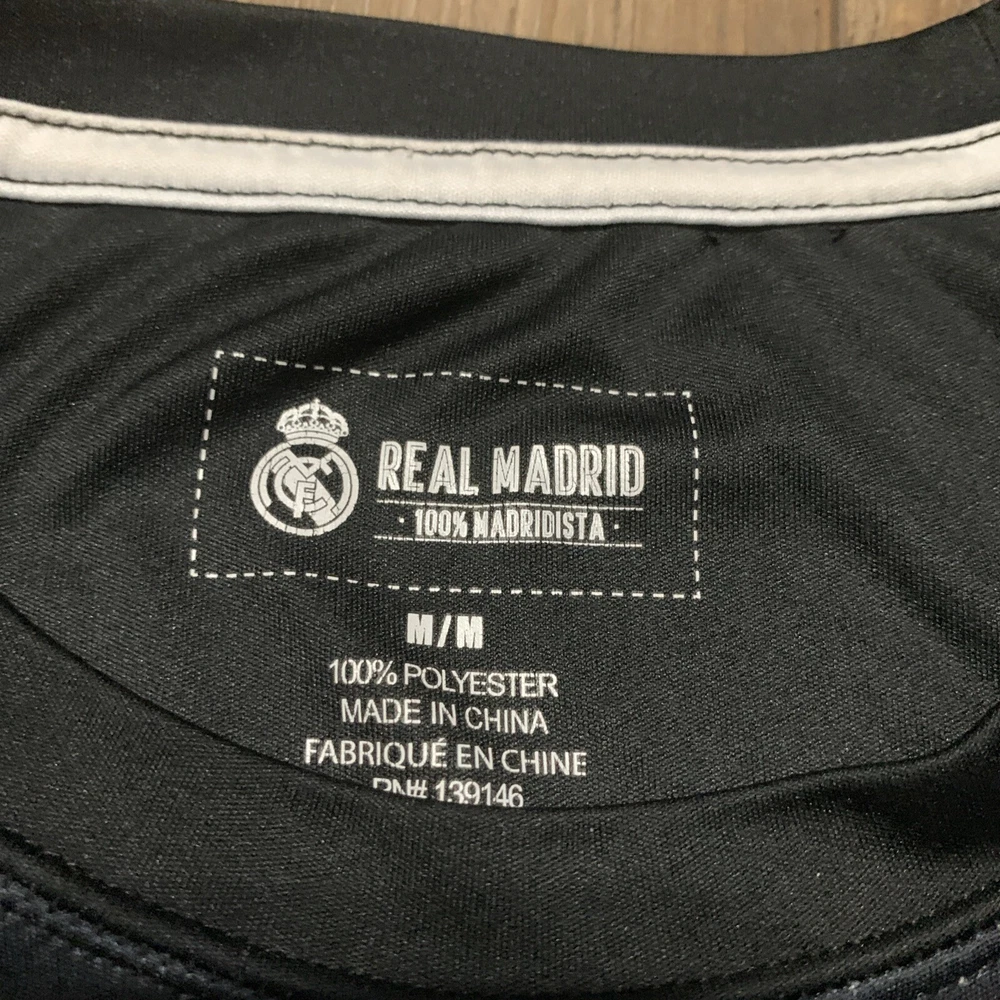 REAL MADRID
· 100% MADRIDISTA ·
M/M
100% POLYESTER
MADE IN CHINA
FABRIQUÉ EN CHINE
RN# 139146